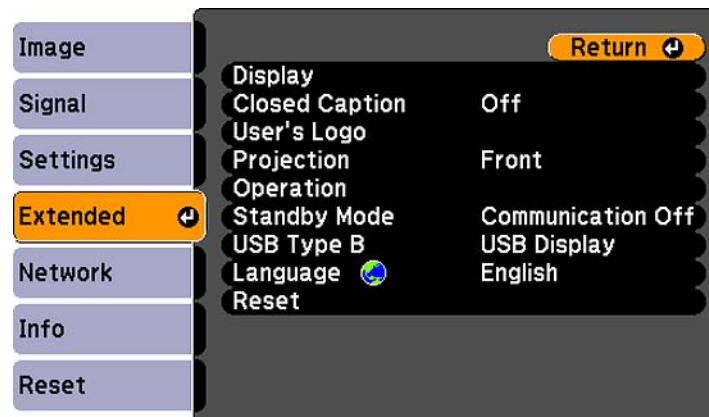 Image
Signal
Settings
Extended
Network
Info
Reset
Return
Display
Closed Caption Off
User's Logo
Projection Front
Operation
Standby Mode Communication Off
USB Type B USB Display
Language English
Reset